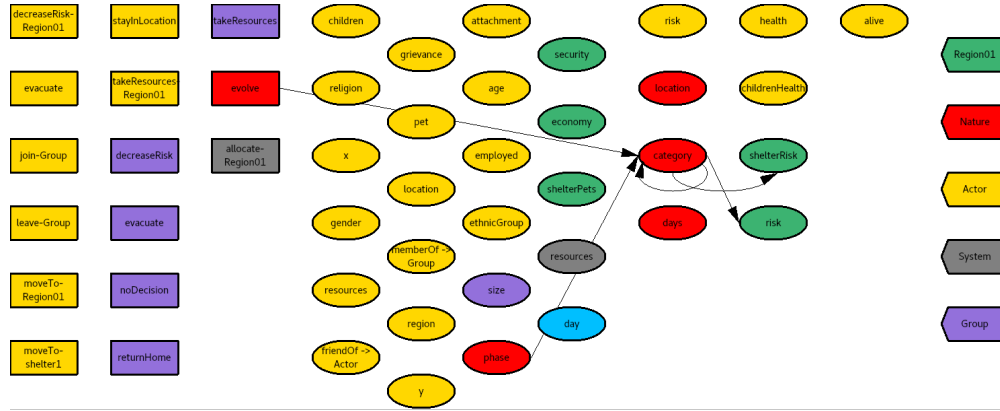 decreaseRisk-
Region01
stayInLocation
takeResources
children
attachment
risk
health
alive
grievance
security
Region01
evacuate
takeResources-
Region01
evolve
religion
age
location
childrenHealth
pet
economy
Nature
join-Group
decreaseRisk
allocate-
Region01
x
employed
category
shelterRisk
location
shelterPets
Actor
leave-Group
evacuate
gender
ethnicGroup
days
risk
memberOf ->
Group
resources
System
moveTo-
Region01
noDecision
resources
size
region
day
Group
moveTo-
shelter1
returnHome
friendOf ->
Actor
phase
y